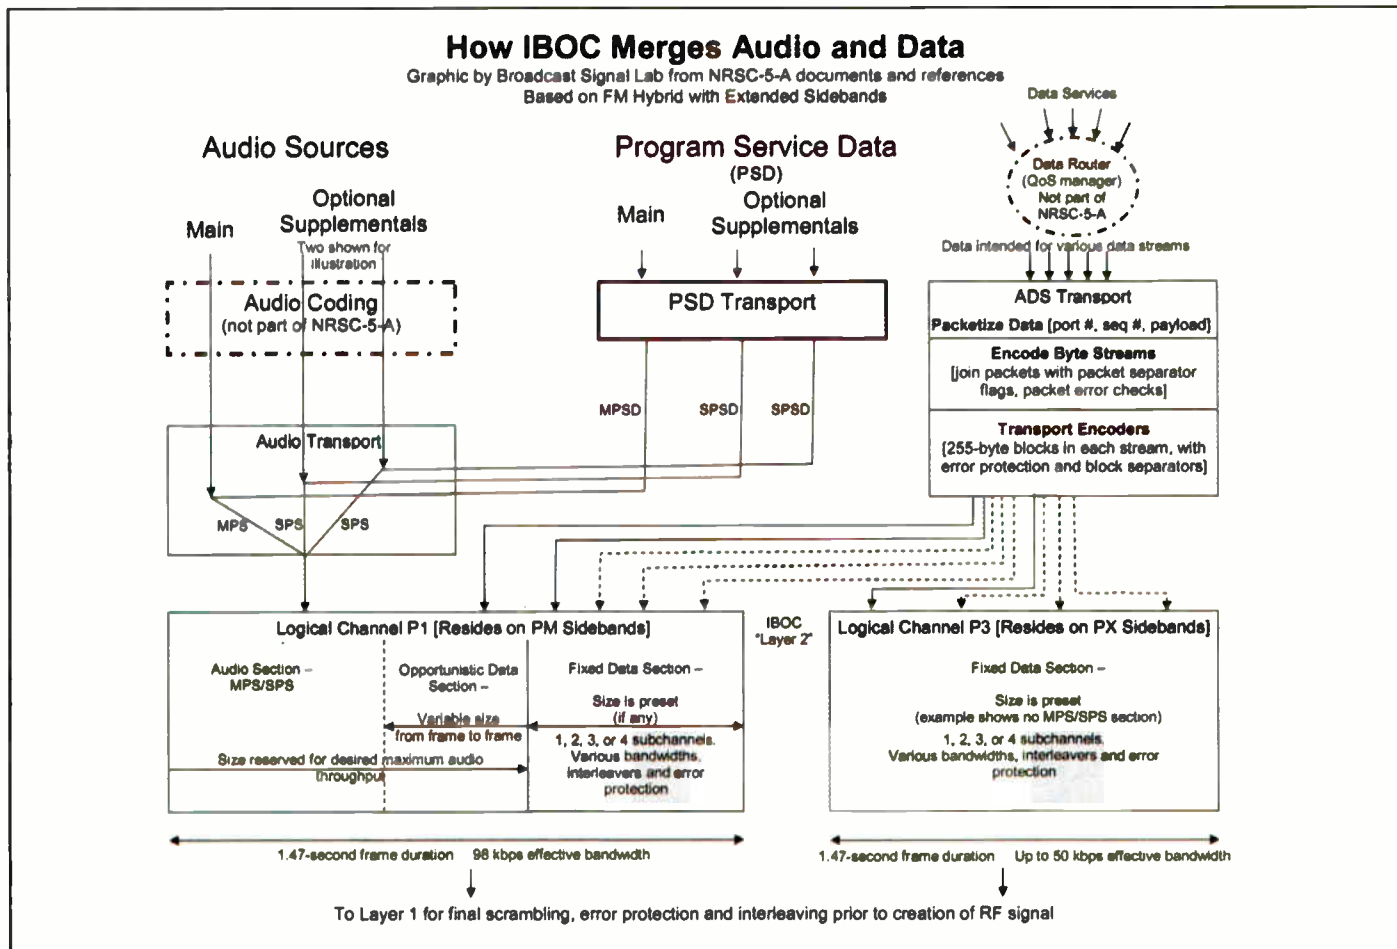 How IBOC Merges Audio and Data
Graphic by Broadcast Signal Lab from NRSC-5-A documents and references
Based on FM Hybrid with Extended Sidebands
Data Services
Data Router
(QoS manager)
Not part of
NRSC-5-A
Data intended for various data streams
Audio Sources
Main
Optional
Supplementals
Two shown for
illustration
Audio Coding
(not part of NRSC-5-A)
Program Service Data
(PSD)
Main
Optional
Supplementals
PSD Transport
MPSD
SPSD
SPSD
ADS Transport
Packetize Data [port #, seq #, payload]
Encode Byte Streams
[join packets with packet separator
flags, packet error checks]
Transport Encoders
[255-byte blocks in each stream, with
error protection and block separators]
Audio Transport
MPS
SPS
SPS
Logical Channel P1 [Resides on PM Sidebands]
Audio Section –
MPS/SPS
Opportunistic Data
Section –
Variable size
from frame to frame
Size reserved for desired maximum audio
throughput
Fixed Data Section –
Size is preset
(if any)
1, 2, 3, or 4 subchannels.
Various bandwidths,
interleavers and error
protection
IBOC
"Layer 2"
Logical Channel P3 [Resides on PX Sidebands]
Fixed Data Section –
Size is preset
(example shows no MPS/SPS section)
1, 2, 3, or 4 subchannels.
Various bandwidths, interleavers and error
protection
1.47-second frame duration 98 kbps effective bandwidth
1.47-second frame duration Up to 50 kbps effective bandwidth
To Layer 1 for final scrambling, error protection and interleaving prior to creation of RF signal